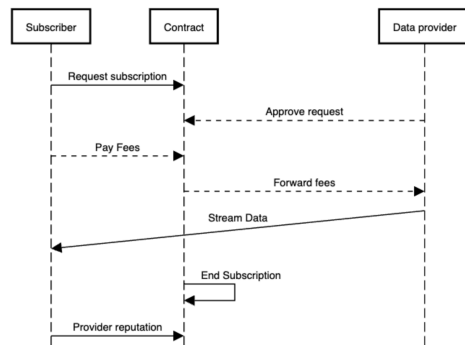 Subscriber
Contract
Data provider
Request subscription
Approve request
Pay Fees
Forward fees
Stream Data
End Subscription
Provider reputation